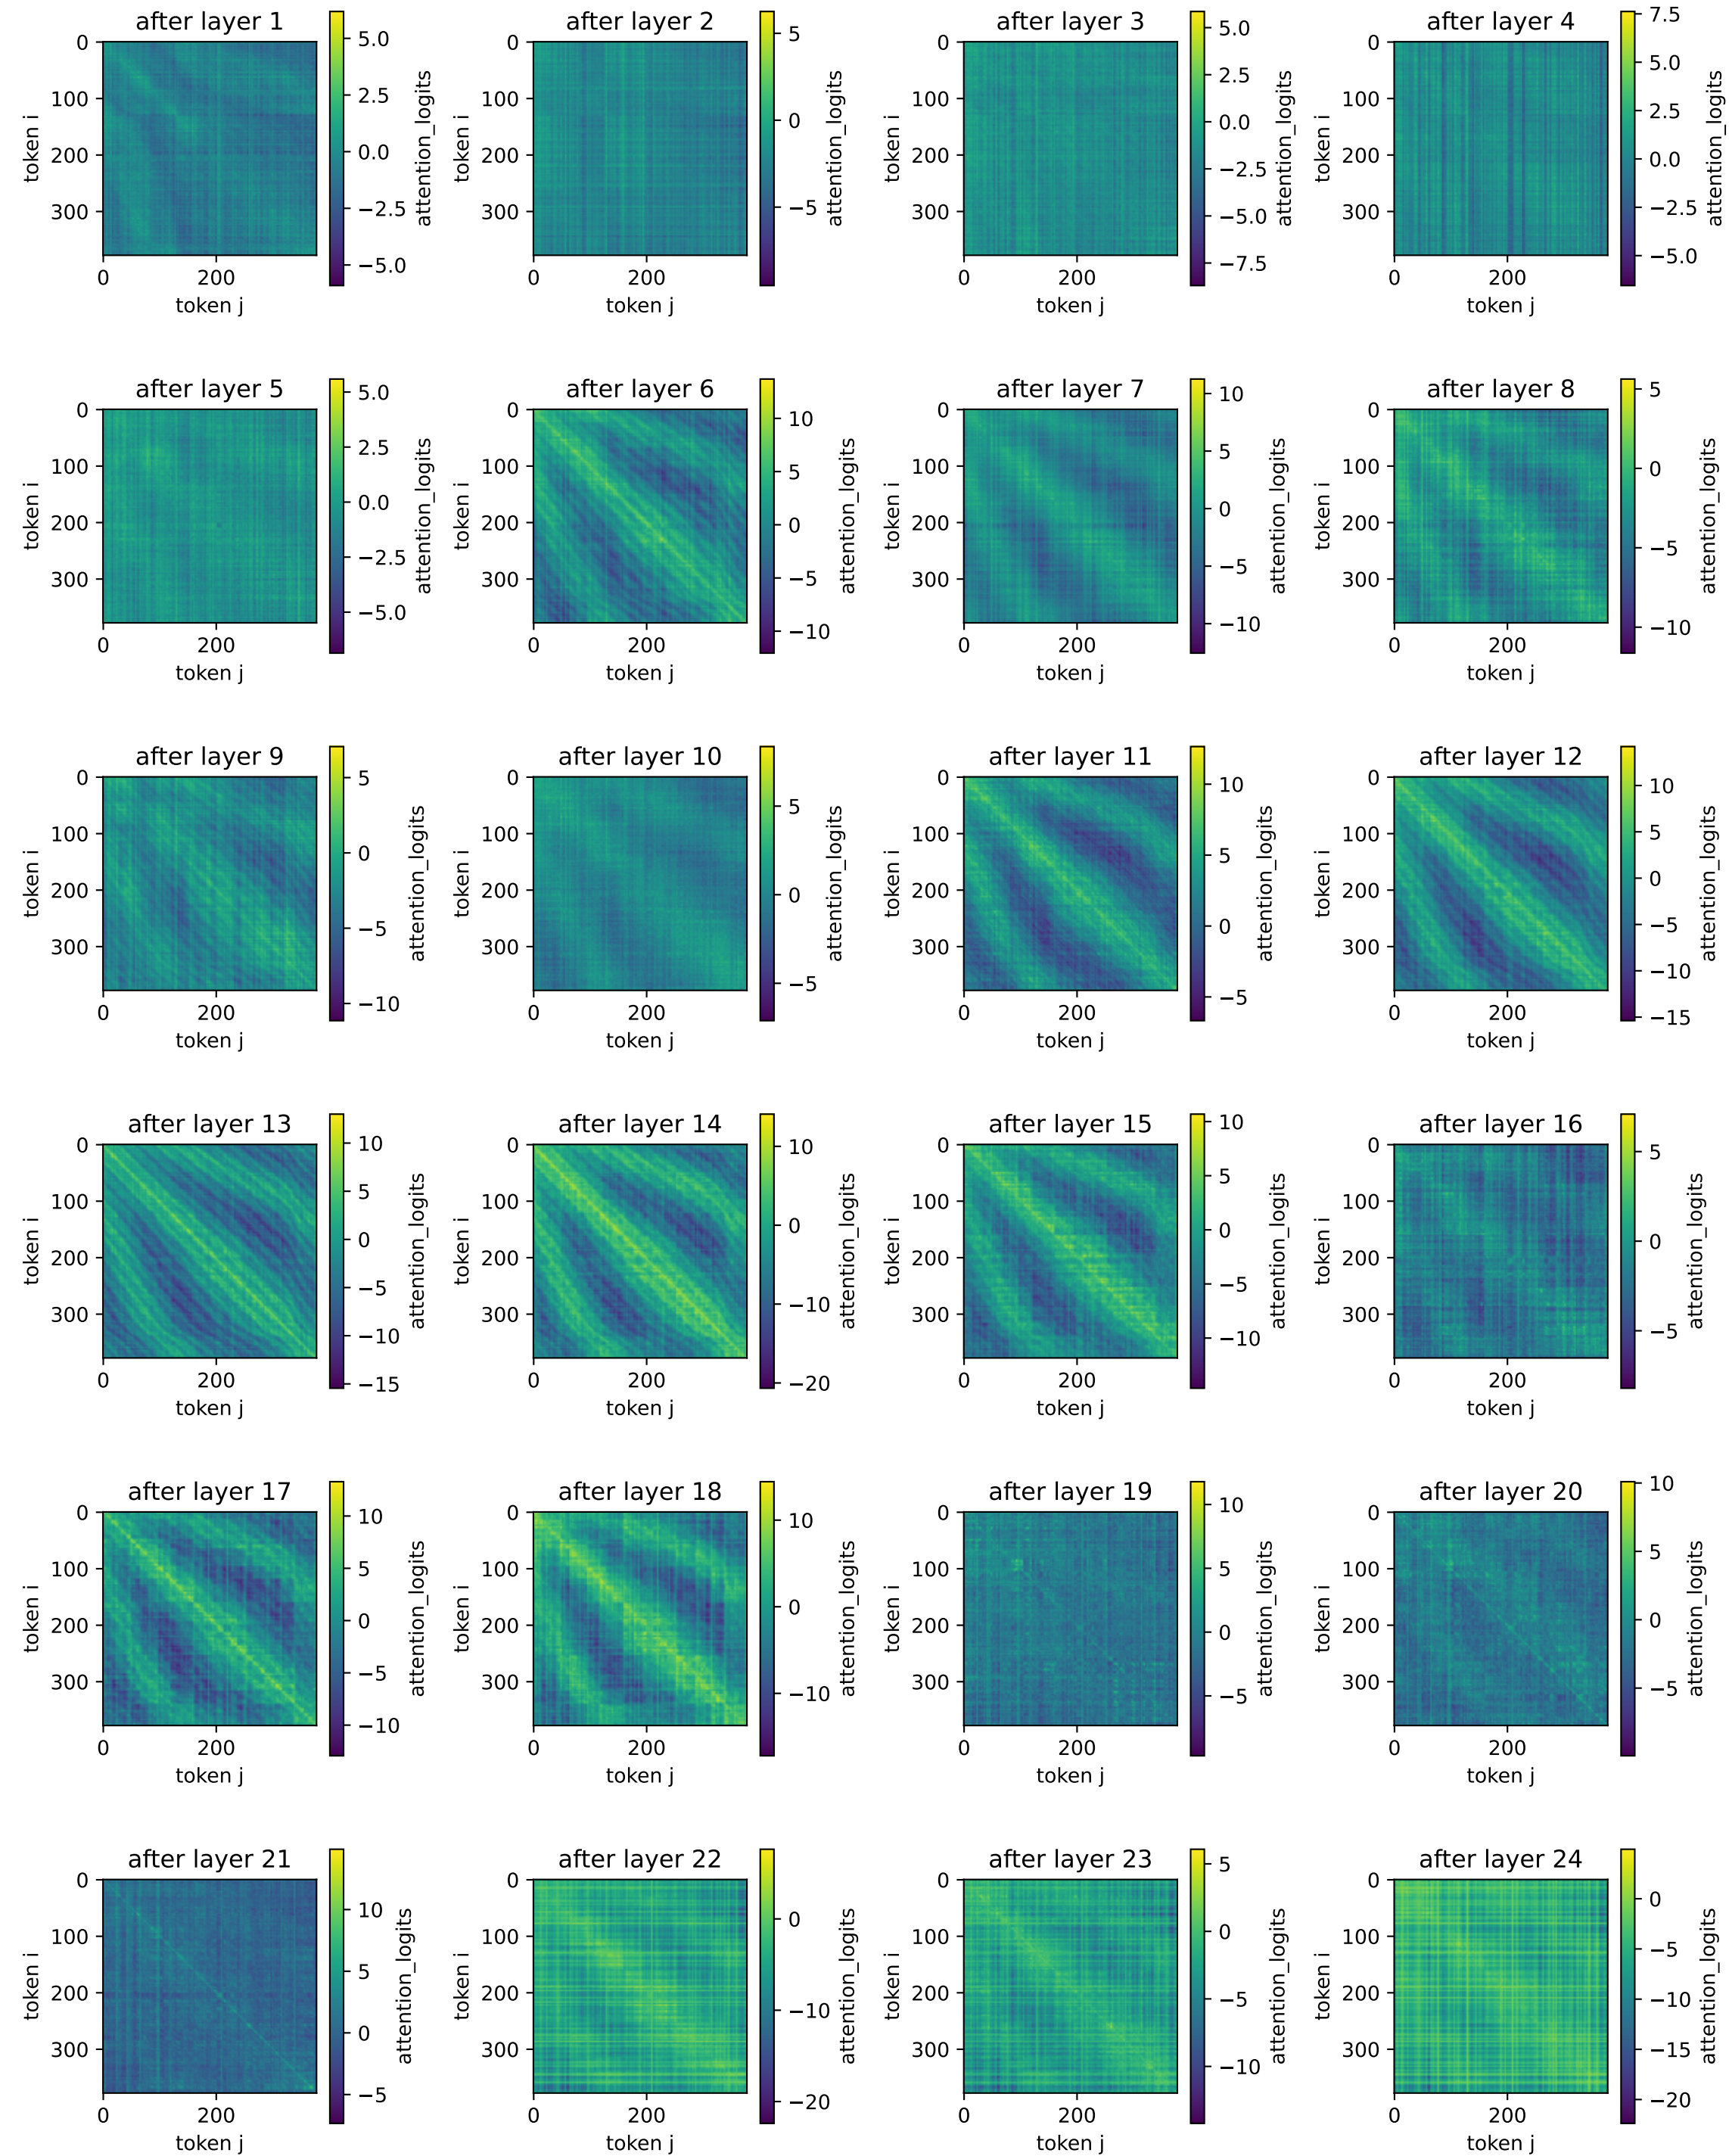 after layer 1
0
100
200
300
token i
0
200
token j
5.0
2.5
0.0
−2.5
−5.0
attention_logits
after layer 2
0
100
200
300
token i
0
200
token j
5
0
−5
attention_logits
after layer 3
0
100
200
300
token i
0
200
token j
5.0
2.5
0.0
−2.5
−5.0
−7.5
attention_logits
after layer 4
0
100
200
300
token i
0
200
token j
7.5
5.0
2.5
0.0
−2.5
−5.0
attention_logits
after layer 5
0
100
200
300
token i
0
200
token j
5.0
2.5
0.0
−2.5
−5.0
attention_logits
after layer 6
0
100
200
300
token i
0
200
token j
10
5
0
−5
−10
attention_logits
after layer 7
0
100
200
300
token i
0
200
token j
10
5
0
−5
−10
attention_logits
after layer 8
0
100
200
300
token i
0
200
token j
5
0
−5
−10
attention_logits
after layer 9
0
100
200
300
token i
0
200
token j
5
0
−5
−10
attention_logits
after layer 10
0
100
200
300
token i
0
200
token j
5
0
−5
attention_logits
after layer 11
0
100
200
300
token i
0
200
token j
10
5
0
−5
attention_logits
after layer 12
0
100
200
300
token i
0
200
token j
10
5
0
−5
−10
−15
attention_logits
after layer 13
0
100
200
300
token i
0
200
token j
10
5
0
−5
−10
−15
attention_logits
after layer 14
0
100
200
300
token i
0
200
token j
10
0
−10
−20
attention_logits
after layer 15
0
100
200
300
token i
0
200
token j
10
5
0
−5
−10
attention_logits
after layer 16
0
100
200
300
token i
0
200
token j
5
0
−5
attention_logits
after layer 17
0
100
200
300
token i
0
200
token j
10
5
0
−5
−10
attention_logits
after layer 18
0
100
200
300
token i
0
200
token j
10
0
−10
attention_logits
after layer 19
0
100
200
300
token i
0
200
token j
10
5
0
−5
attention_logits
after layer 20
0
100
200
300
token i
0
200
token j
10
5
0
−5
attention_logits
after layer 21
0
100
200
300
token i
0
200
token j
10
5
0
−5
attention_logits
after layer 22
0
100
200
300
token i
0
200
token j
0
−10
−20
attention_logits
after layer 23
0
100
200
300
token i
0
200
token j
5
0
−5
−10
attention_logits
after layer 24
0
100
200
300
token i
0
200
token j
0
−5
−10
−15
−20
attention_logits